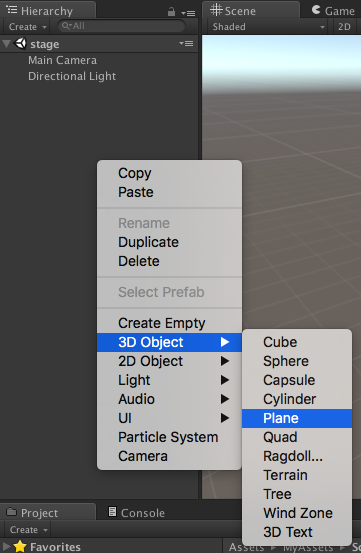 Hierarchy
Create
All
stage
Main Camera
Directional Light
Scene
Game
Shaded
2D
Copy
Paste
Rename
Duplicate
Delete
Select Prefab
Create Empty
3D Object
2D Object
Light
Audio
UI
Particle System
Camera
Cube
Sphere
Capsule
Cylinder
Plane
Quad
Ragdoll...
Terrain
Tree
Wind Zone
3D Text
Project
Console
Create
Favorites
Assets
MyAssets